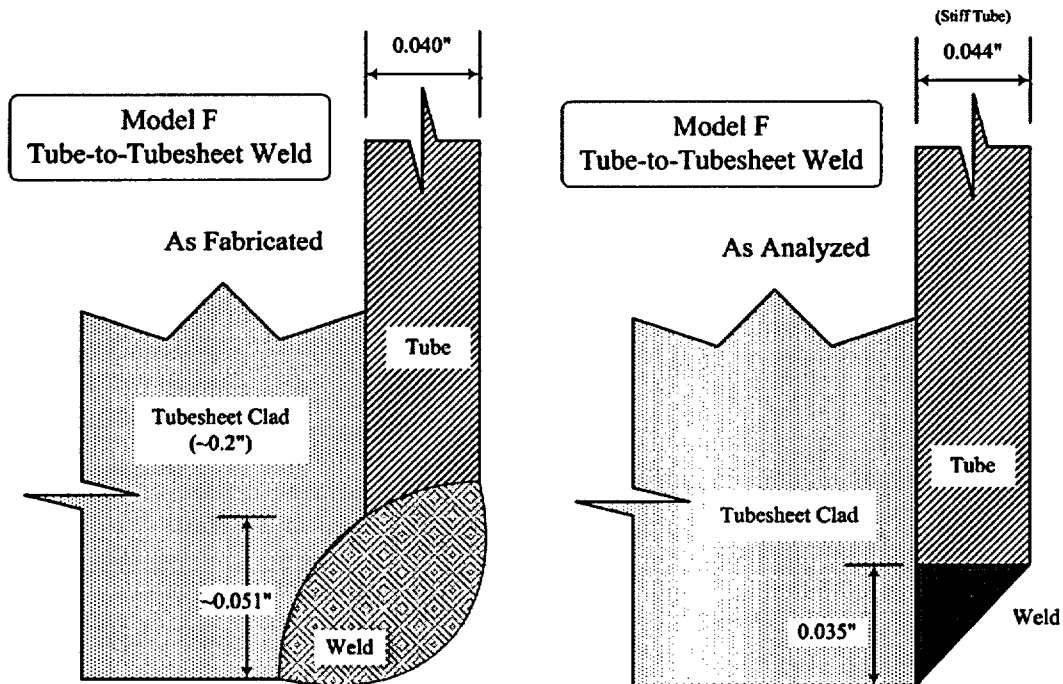 0.040"
Model F
Tube-to-Tubesheet Weld
As Fabricated
Tube
Tubesheet Clad
(~0.2")
~0.051"
Weld
(Stiff Tube)
0.044"
Model F
Tube-to-Tubesheet Weld
As Analyzed
Tube
Tubesheet Clad
0.035"
Weld